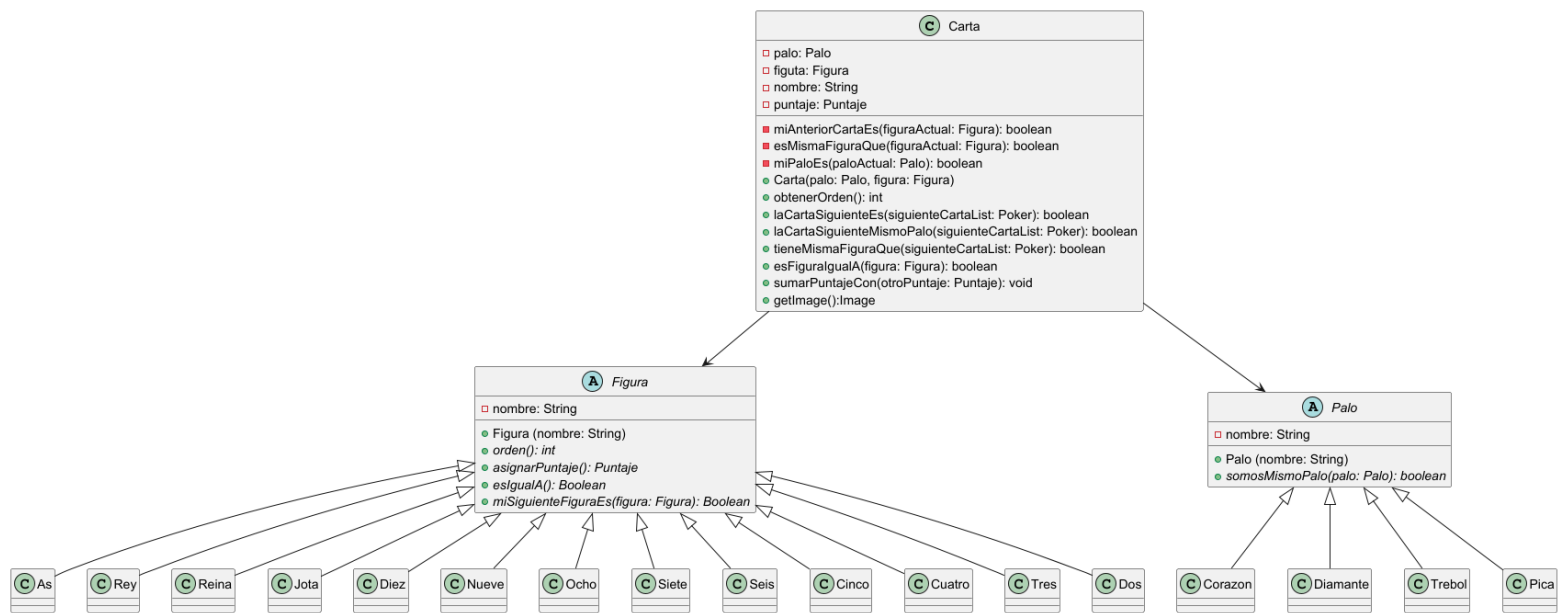 C Carta
palo: Palo
figuta: Figura
nombre: String
puntaje: Puntaje
miAnteriorCartaEs(figuraActual: Figura): boolean
esMismaFiguraQue(figuraActual: Figura): boolean
miPaloEs(paloActual: Palo): boolean
Carta(palo: Palo, figura: Figura)
obtenerOrden(): int
laCartaSiguienteEs(siguienteCartaList: Poker): boolean
laCartaSiguienteMismoPalo(siguienteCartaList: Poker): boolean
tieneMismaFiguraQue(siguienteCartaList: Poker): boolean
esFiguraIgualA(figura: Figura): boolean
sumarPuntajeCon(otroPuntaje: Puntaje): void
getImage():Image
A Figura
nombre: String
Figura (nombre: String)
orden(): int
asignarPuntaje(): Puntaje
esIgualA(): Boolean
miSiguienteFiguraEs(figura: Figura): Boolean
A Palo
nombre: String
Palo (nombre: String)
somosMismoPalo(palo: Palo): boolean
C As
C Rey
C Reina
C Jota
C Diez
C Nueve
C Ocho
C Siete
C Seis
C Cinco
C Cuatro
C Tres
C Dos
C Corazon
C Diamante
C Trebol
C Pica